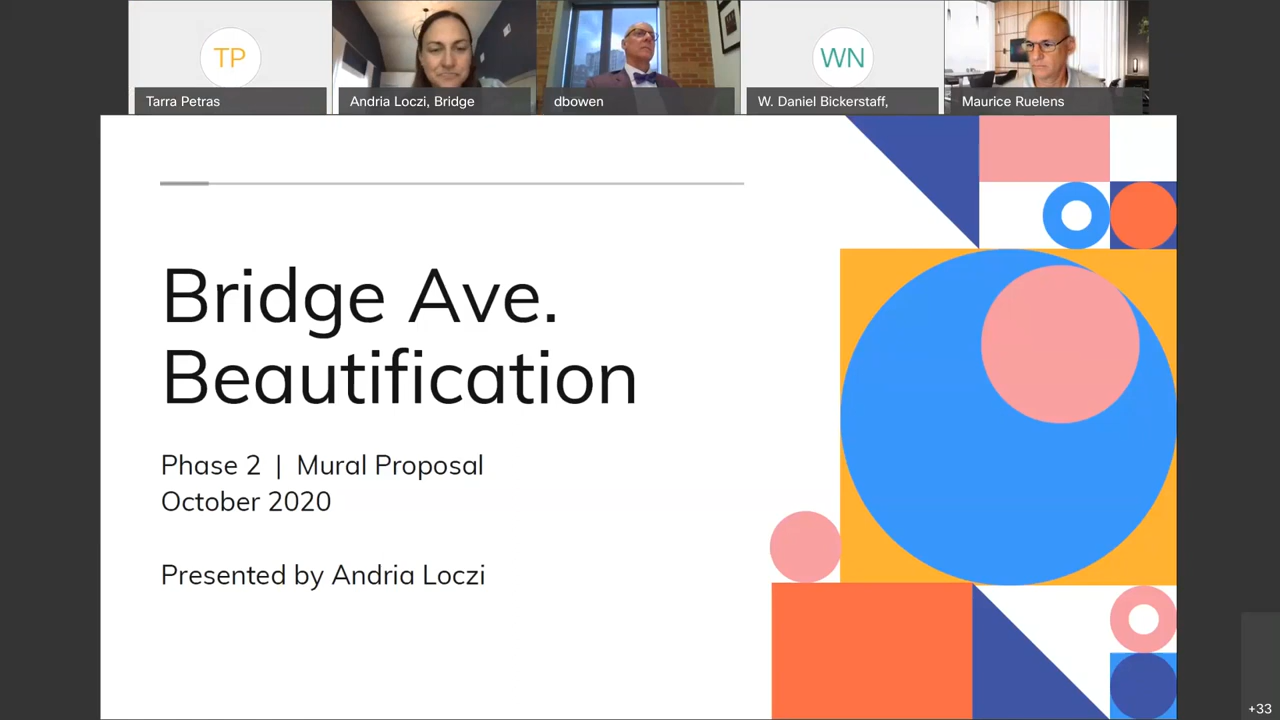 TP
WN
Tarra Petras
Andria Loczi, Bridge
dbowen
W. Daniel Bickerstaff,
Maurice Ruelens
Bridge Ave.
Beautification
Phase 2 | Mural Proposal
October 2020
Presented by Andria Loczi
+33